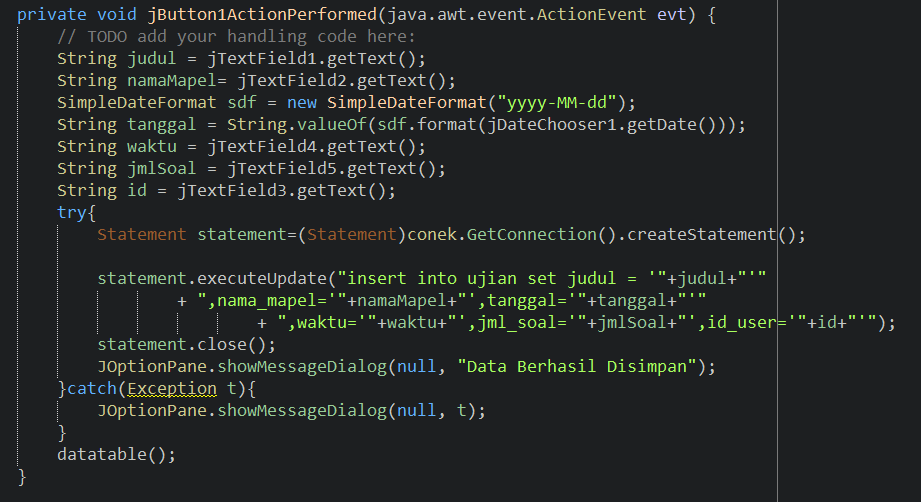 private void jButton1ActionPerformed(java.awt.event.ActionEvent evt) {
// TODO add your handling code here:
String judul = jTextField1.getText();
String namaMapel= jTextField2.getText();
SimpleDateFormat sdf = new SimpleDateFormat("yyyy-MM-dd");
String tanggal = String.valueOf(sdf.format(jDateChooser1.getDate()));
String waktu = jTextField4.getText();
String jmlSoal = jTextField5.getText();
String id = jTextField3.getText();
try{
Statement statement=(Statement)conek.GetConnection().createStatement();
statement.executeUpdate("insert into ujian set judul = '"+judul+"'"
+ ",nama_mapel='"+namaMapel+"',tanggal='"+tanggal+"'"
+ ",waktu='"+waktu+"',jml_soal='"+jmlSoal+"',id_user='"+id+"'");
statement.close();
JOptionPane.showMessageDialog(null, "Data Berhasil Disimpan");
}catch(Exception t){
JOptionPane.showMessageDialog(null, t);
}
datatable();
}